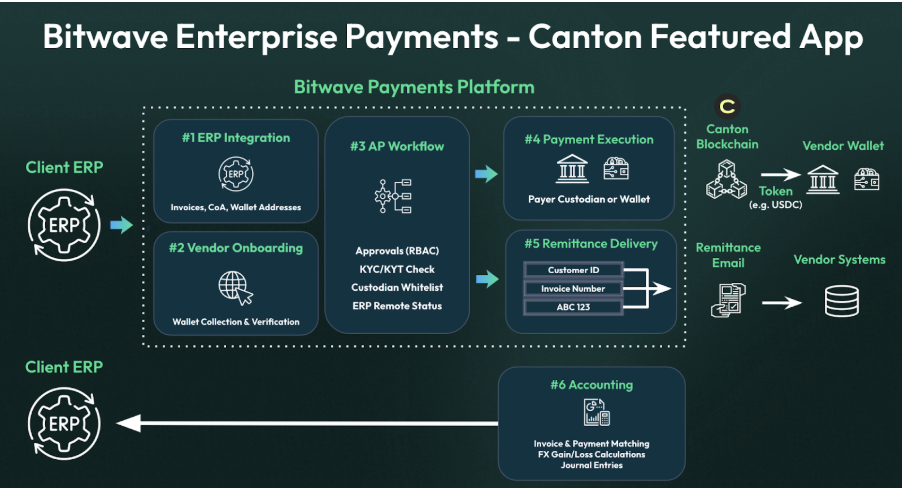 Bitwave Enterprise Payments - Canton Featured App
Bitwave Payments Platform
Client ERP
ERP
#1 ERP Integration
ERP
Invoices, CoA, Wallet Addresses
#2 Vendor Onboarding
Wallet Collection & Verification
#3 AP Workflow
Approvals (RBAC)
KYC/KYT Check
Custodian Whitelist
ERP Remote Status
#4 Payment Execution
Payer Custodian or Wallet
#5 Remittance Delivery
Customer ID
Invoice Number
ABC 123
C
Canton
Blockchain
Token
(e.g. USDC)
Vendor Wallet
Remittance
Email
Vendor Systems
Client ERP
ERP
#6 Accounting
Invoice & Payment Matching
FX Gain/Loss Calculations
Journal Entries